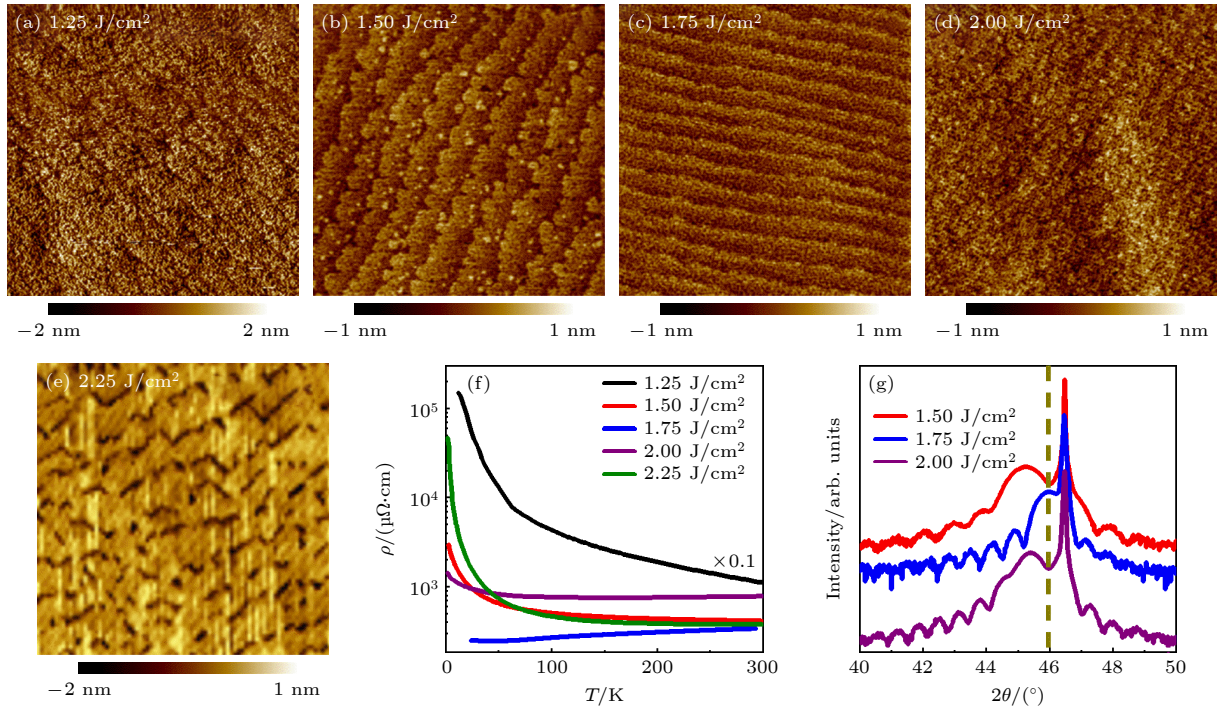 (a) 1.25 J/cm²
(b) 1.50 J/cm²
(c) 1.75 J/cm²
(d) 2.00 J/cm²
−2 nm 2 nm
−1 nm 1 nm
−1 nm 1 nm
−1 nm 1 nm
(e) 2.25 J/cm²
−2 nm 1 nm
(f)
1.25 J/cm²
1.50 J/cm²
1.75 J/cm²
2.00 J/cm²
2.25 J/cm²
×0.1
ρ/(μΩ·cm)
10⁵
10⁴
10³
0 100 200 300
T/K
(g)
1.50 J/cm²
1.75 J/cm²
2.00 J/cm²
Intensity/arb. units
40 42 44 46 48 50
2θ/(°)